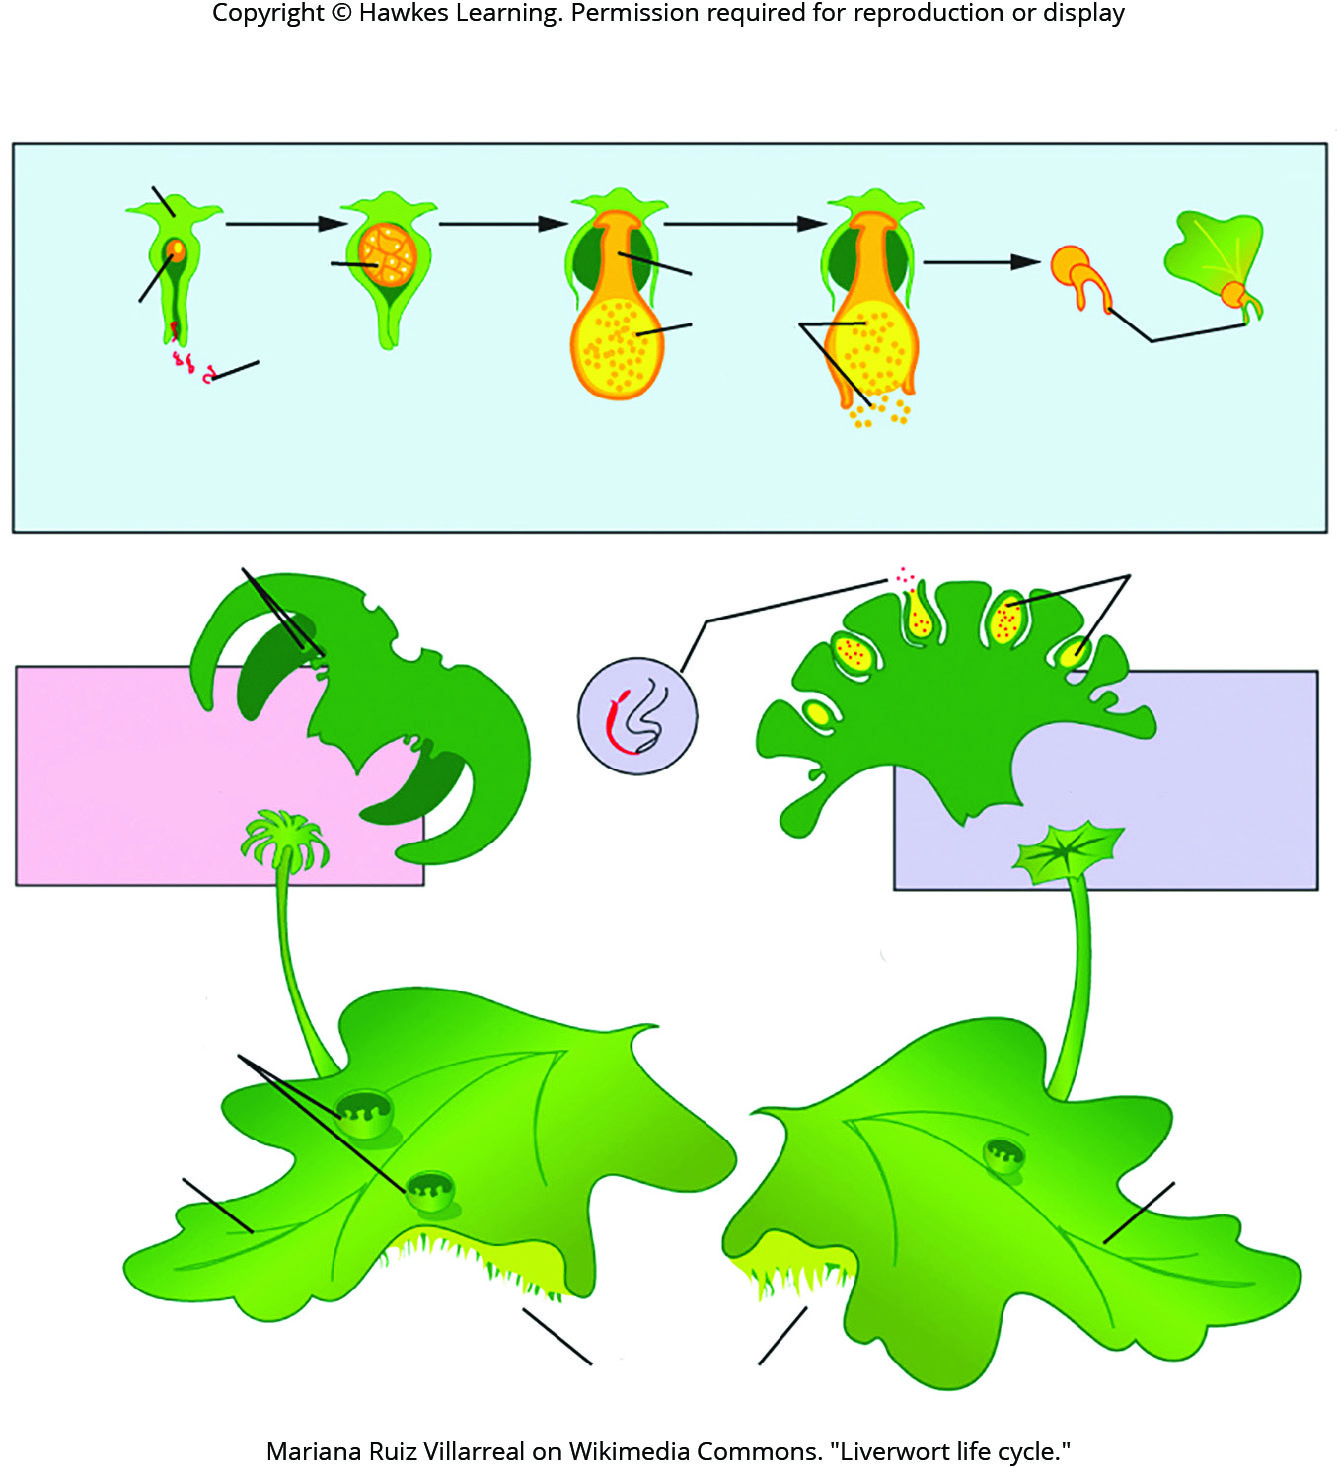 Copyright © Hawkes Learning. Permission required for reproduction or display
Mariana Ruiz Villarreal on Wikimedia Commons. "Liverwort life cycle."